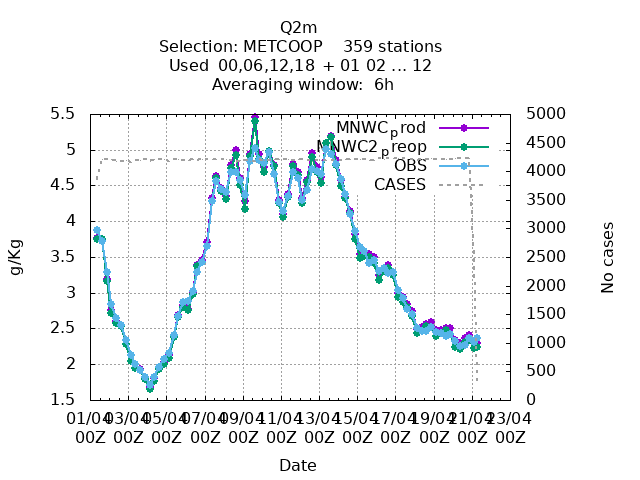 Q2m
Selection: METCOOP    359 stations
Used  00,06,12,18 + 01 02 ... 12
Averaging window:  6h
5.5
5
4.5
4
3.5
3
2.5
2
1.5
g/Kg
5000
4500
4000
3500
3000
2500
2000
1500
1000
500
0
No cases
MNWC_prod
MNWC2_preop
OBS
CASES
01/04 03/04 05/04 07/04 09/04 11/04 13/04 15/04 17/04 19/04 21/04 23/04
00Z 00Z 00Z 00Z 00Z 00Z 00Z 00Z 00Z 00Z 00Z 00Z
Date